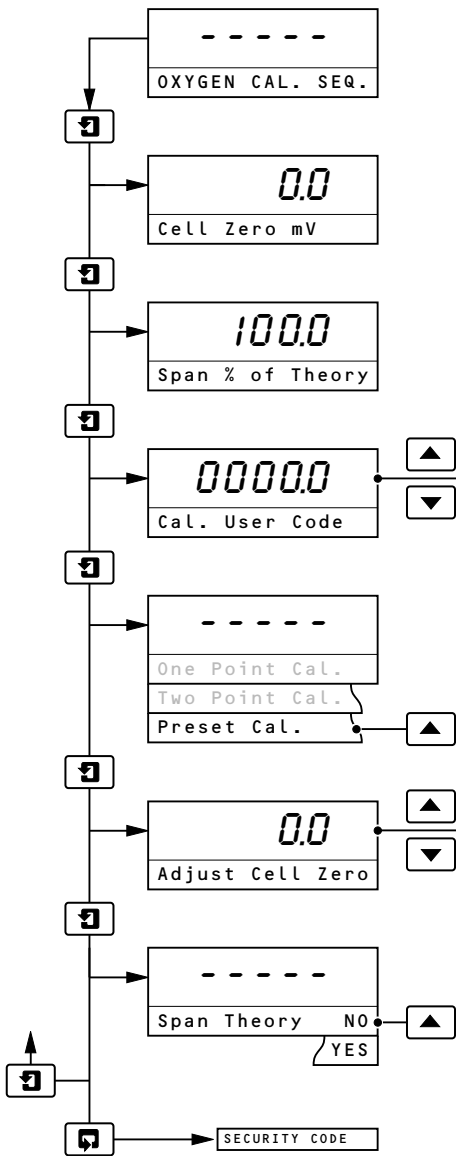 - - - - -
OXYGEN CAL. SEQ.
0.0
Cell Zero mV
100.0
Span % of Theory
0000.0
Cal. User Code
- - - - -
One Point Cal.
Two Point Cal.
Preset Cal.
0.0
Adjust Cell Zero
- - - - -
Span Theory NO
YES
SECURITY CODE